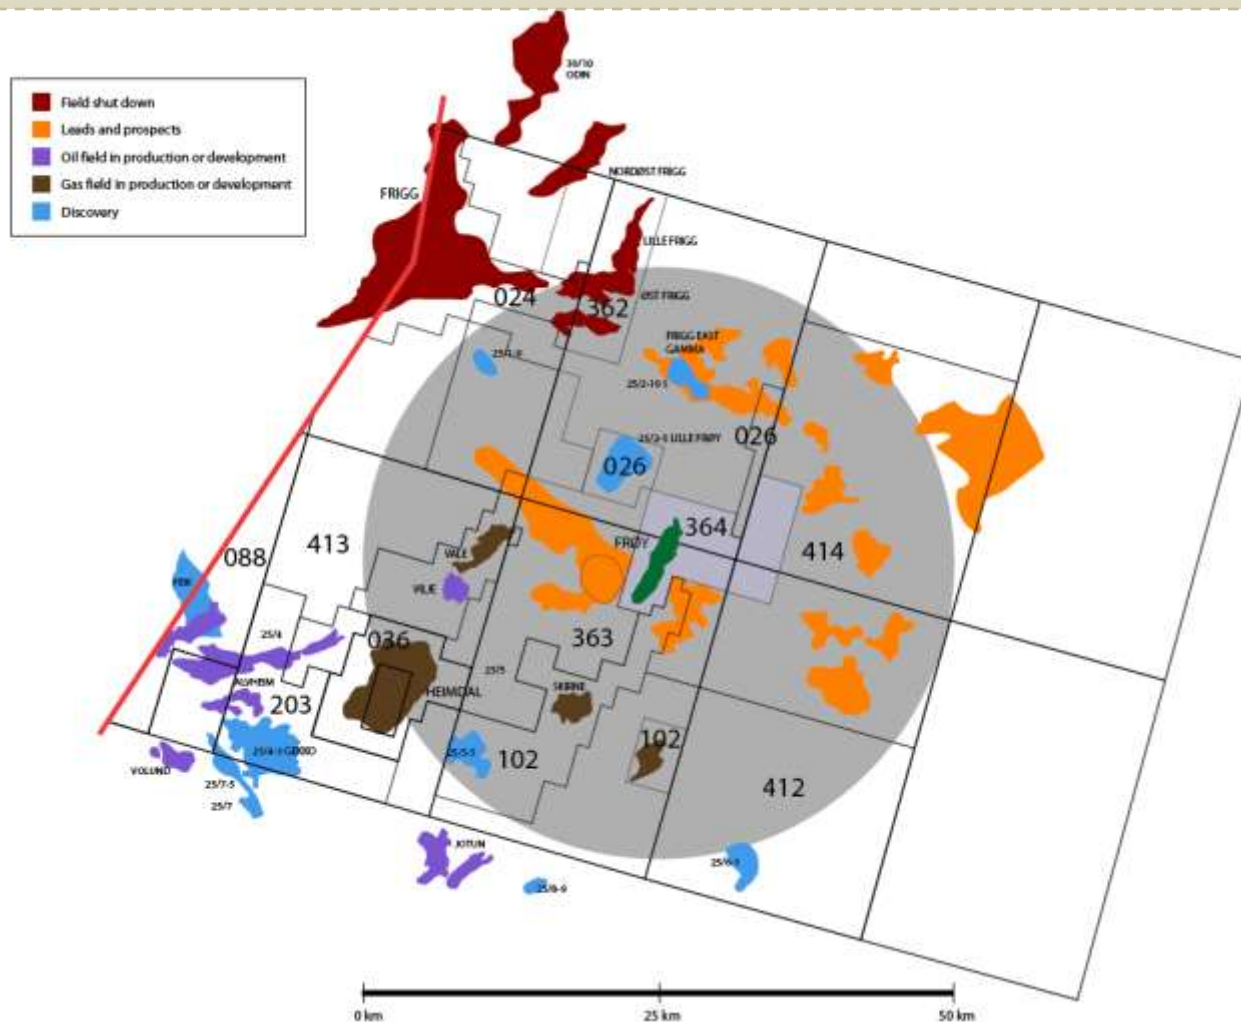 Field shut down
Leads and prospects
Oil field in production or development
Gas field in production or development
Discovery
30/10
ODIN
NORDØST FRIGG
FRIGG
LILLE FRIGG
ØST FRIGG
024
362
FRIGG EAST
GAMMA
25/2-10 S
026
026
364
FRØY
414
088
413
VALE
VILJE
036
25/4
363
25/5
ALVHEIM
203
HEIMDAL
SKIRNE
102
102
25/5-5
412
VOLUND
25/7-5
25/7
JOTUN
25/8-9
0 km
25 km
50 km